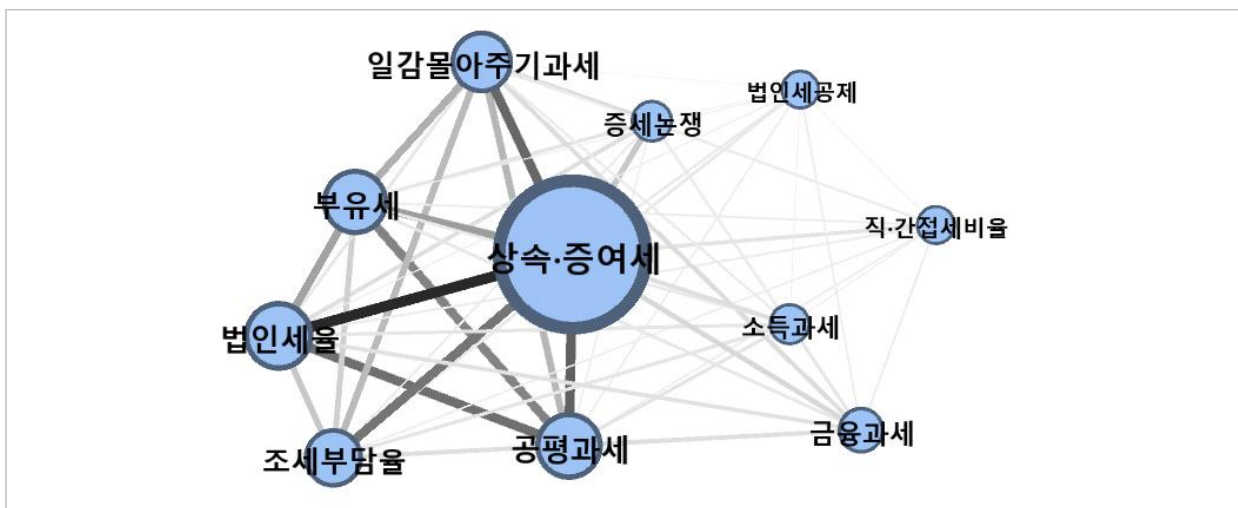 일감몰아주기과세
법인세공제
증세논쟁
부유세
직·간접세비율
상속·증여세
소득과세
법인세율
금융과세
공평과세
조세부담율